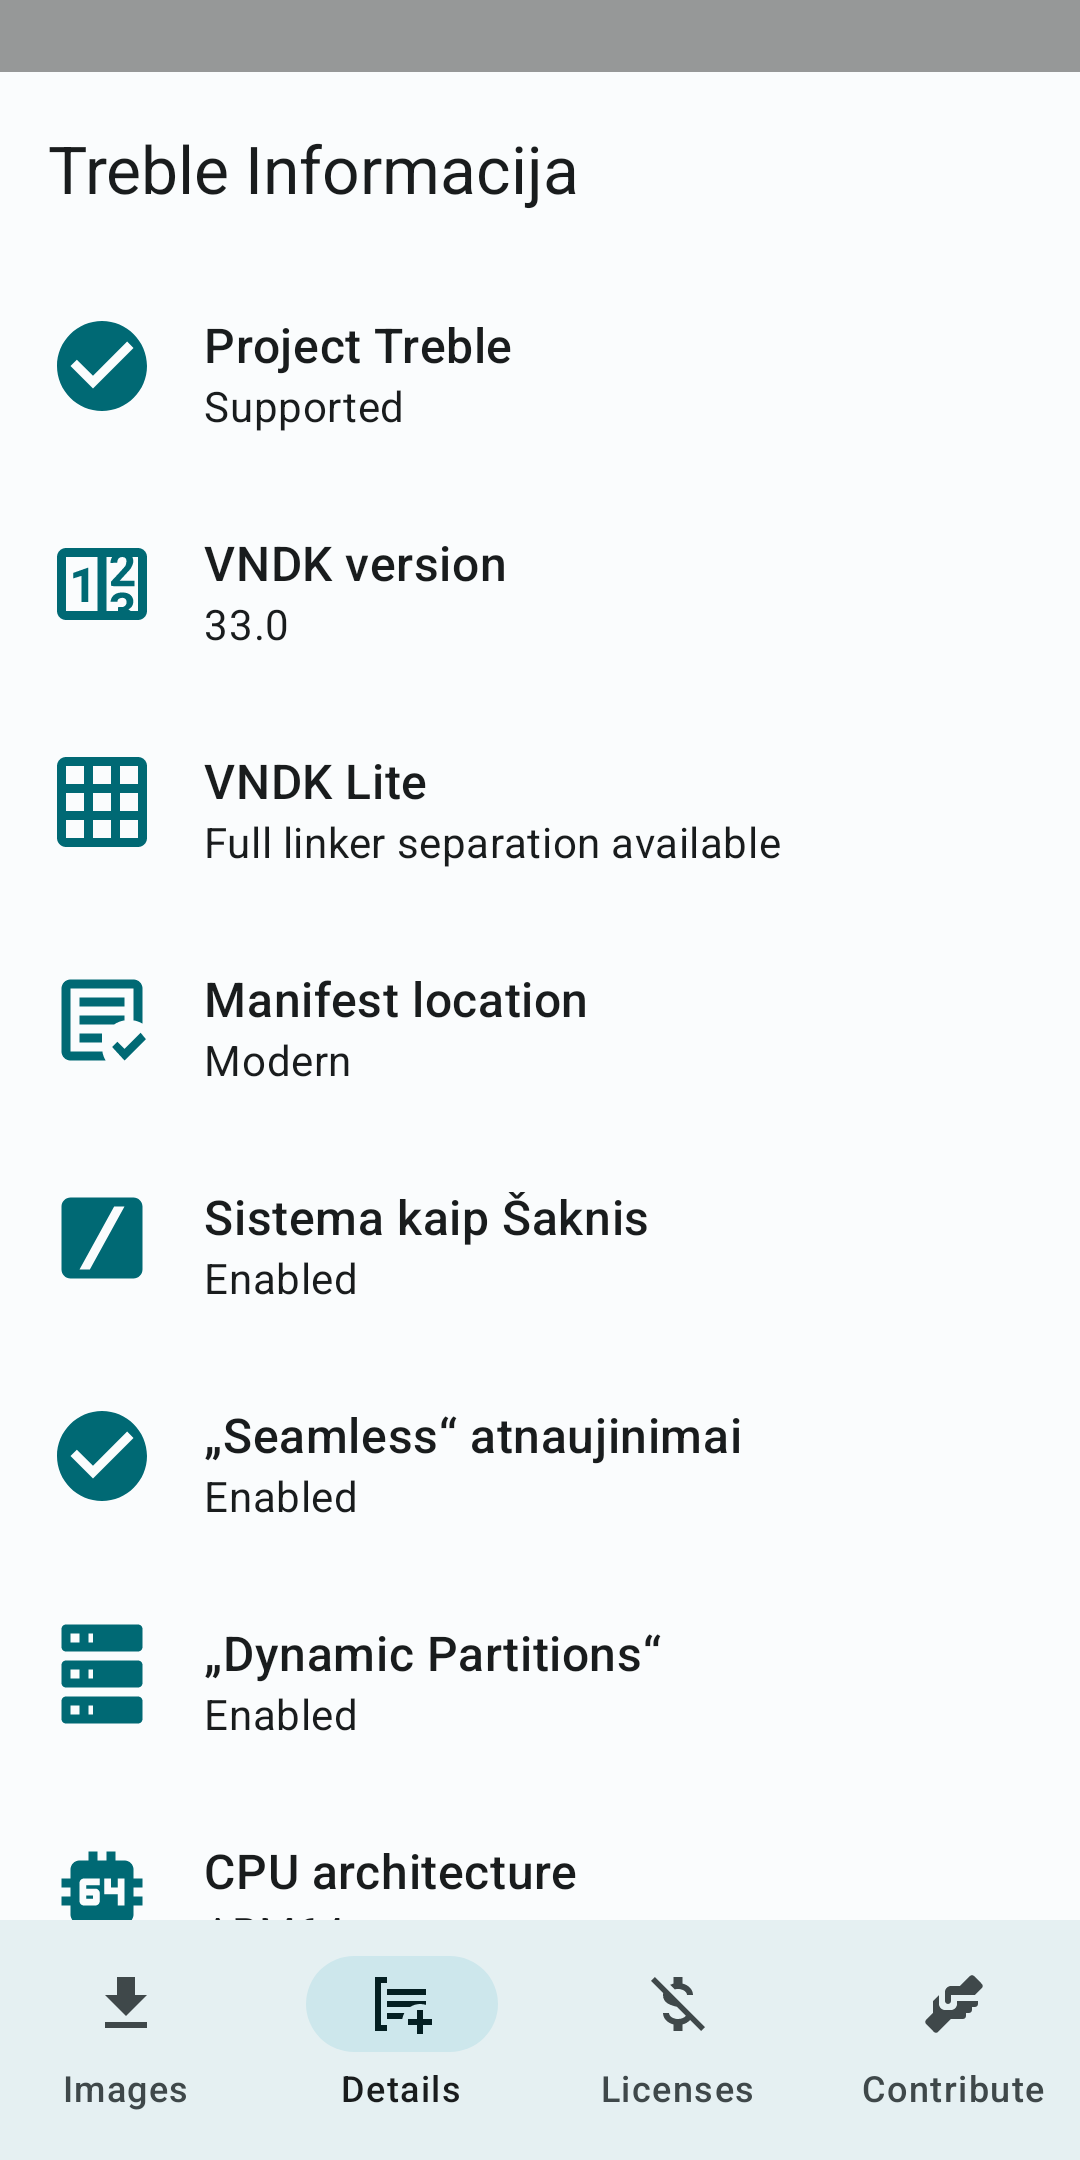 Treble Informacija
Project Treble
Supported
VNDK version
33.0
VNDK Lite
Full linker separation available
Manifest location
Modern
Sistema kaip Šaknis
Enabled
„Seamless“ atnaujinimai
Enabled
„Dynamic Partitions“
Enabled
64
CPU architecture
Images
Details
Licenses
Contribute